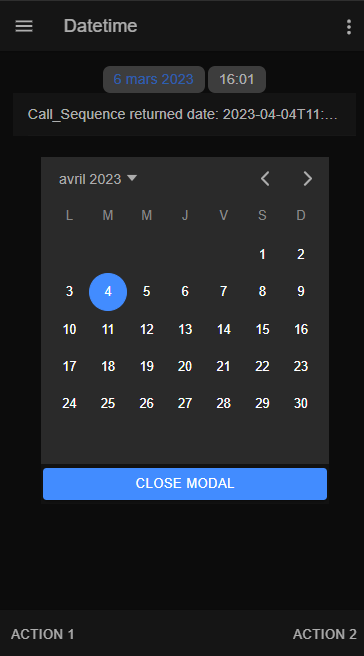 Datetime
6 mars 2023 16:01
Call_Sequence returned date: 2023-04-04T11:...
avril 2023
L M M J V S D
1 2
3 4 5 6 7 8 9
10 11 12 13 14 15 16
17 18 19 20 21 22 23
24 25 26 27 28 29 30
CLOSE MODAL
ACTION 1 ACTION 2